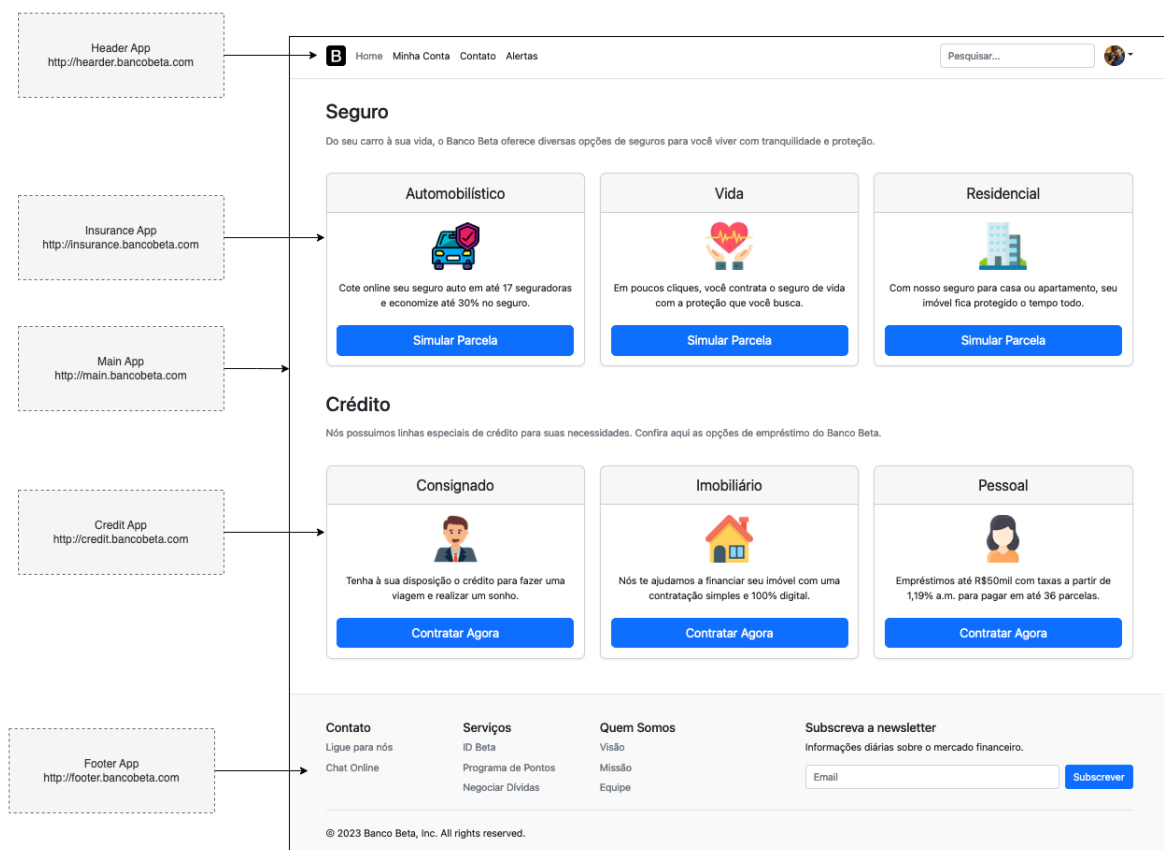 Header App
http://hearder.bancobeta.com
Insurance App
http://insurance.bancobeta.com
Main App
http://main.bancobeta.com
Credit App
http://credit.bancobeta.com
Footer App
http://footer.bancobeta.com
B Home Minha Conta Contato Alertas Pesquisar...
Seguro
Do seu carro à sua vida, o Banco Beta oferece diversas opções de seguros para você viver com tranquilidade e proteção.
Automobilístico
Cote online seu seguro auto em até 17 seguradoras
e economize até 30% no seguro.
Simular Parcela
Vida
Em poucos cliques, você contrata o seguro de vida
com a proteção que você busca.
Simular Parcela
Residencial
Com nosso seguro para casa ou apartamento, seu
imóvel fica protegido o tempo todo.
Simular Parcela
Crédito
Nós possuimos linhas especiais de crédito para suas necessidades. Confira aqui as opções de empréstimo do Banco Beta.
Consignado
Tenha à sua disposição o crédito para fazer uma
viagem e realizar um sonho.
Contratar Agora
Imobiliário
Nós te ajudamos a financiar seu imóvel com uma
contratação simples e 100% digital.
Contratar Agora
Pessoal
Empréstimos até R$50mil com taxas a partir de
1,19% a.m. para pagar em até 36 parcelas.
Contratar Agora
Contato
Ligue para nós
Chat Online
Serviços
ID Beta
Programa de Pontos
Negociar Dívidas
Quem Somos
Visão
Missão
Equipe
Subscreva a newsletter
Informações diárias sobre o mercado financeiro.
Email Subscrever
© 2023 Banco Beta, Inc. All rights reserved.